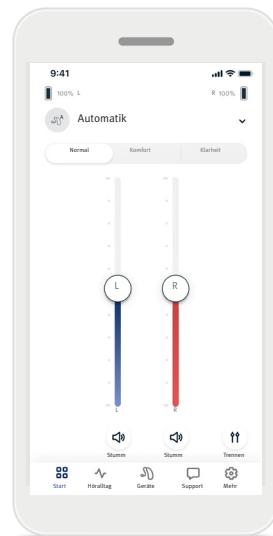 9:41
100% L R 100%
A
Automatik
Normal Komfort Klarheit
L R
L R
Stumm Stumm Trennen
Start Höralltag Geräte Support Mehr